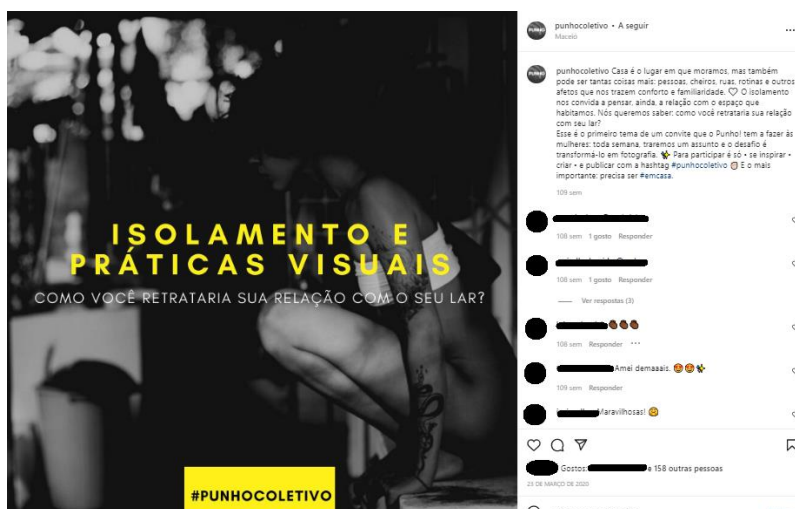 ISOLAMENTO E
PRÁTICAS VISUAIS
COMO VOCÊ RETRATARIA SUA RELAÇÃO COM O SEU LAR?
#PUNHOCOLETIVO
PUNHO
punhocoletivo • A seguir
Maceió
PUNHO
punhocoletivo Casa é o lugar em que moramos, mas também
pode ser tantas coisas mais: pessoas, cheiros, ruas, rotinas e outros
afetos que nos trazem conforto e familiaridade. ♡ O isolamento
nos convida a pensar, ainda, a relação com o espaço que
habitamos. Nós queremos saber: como você retrataria sua relação
com seu lar?
Esse é o primeiro tema de um convite que o Punho! tem a fazer às
mulheres: toda semana, traremos um assunto e o desafio é
transformá-lo em fotografia. ✨ Para participar é só • se inspirar •
criar • e publicar com a hashtag #punhocoletivo E o mais
importante: precisa ser #emcasa.
109 sem
108 sem 1 gosto Responder
108 sem 1 gosto Responder
Ver respostas (3)
108 sem Responder ...
Amei demaaais. 😍😍✨
109 sem Responder
Maravilhosas!
Gostos: e 158 outras pessoas
23 DE MARÇO DE 2020